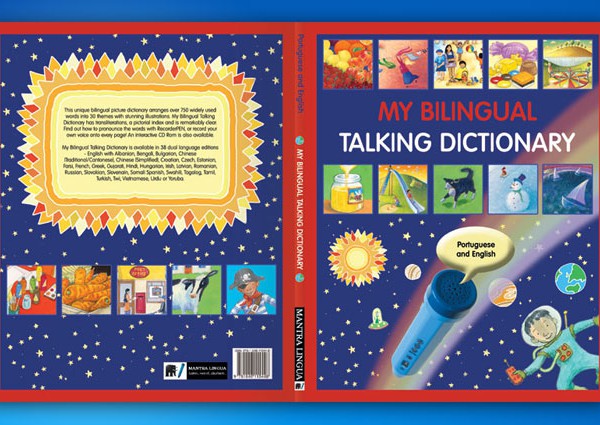 This unique bilingual picture dictionary arranges over 750 widely used
words into 30 themes with stunning illustrations. My Bilingual Talking
Dictionary has transliterations, a pictorial index and is remarkably clear.
Find out how to pronounce the words with RecorderPEN, or record your
own voice onto every page! An Interactive CD Rom is also available.
My Bilingual Talking Dictionary is available in 38 dual language editions
- English with Albanian, Bengali, Bulgarian, Chinese
(Traditional/Cantonese), Chinese (Simplified), Croatian, Czech, Estonian,
Farsi, French, Greek, Gujarati, Hindi, Hungarian, Irish, Latvian, Romanian,
Russian, Slovakian, Slovenain, Somali Spanish, Swahili, Tagalog, Tamil,
Turkish, Twi, Vietnamese, Urdu or Yoruba
MANTRA LINGUA
Portuguese and English
MY BILINGUAL TALKING DICTIONARY
MANTRA LINGUA
MY BILINGUAL
TALKING DICTIONARY
Portuguese
and English